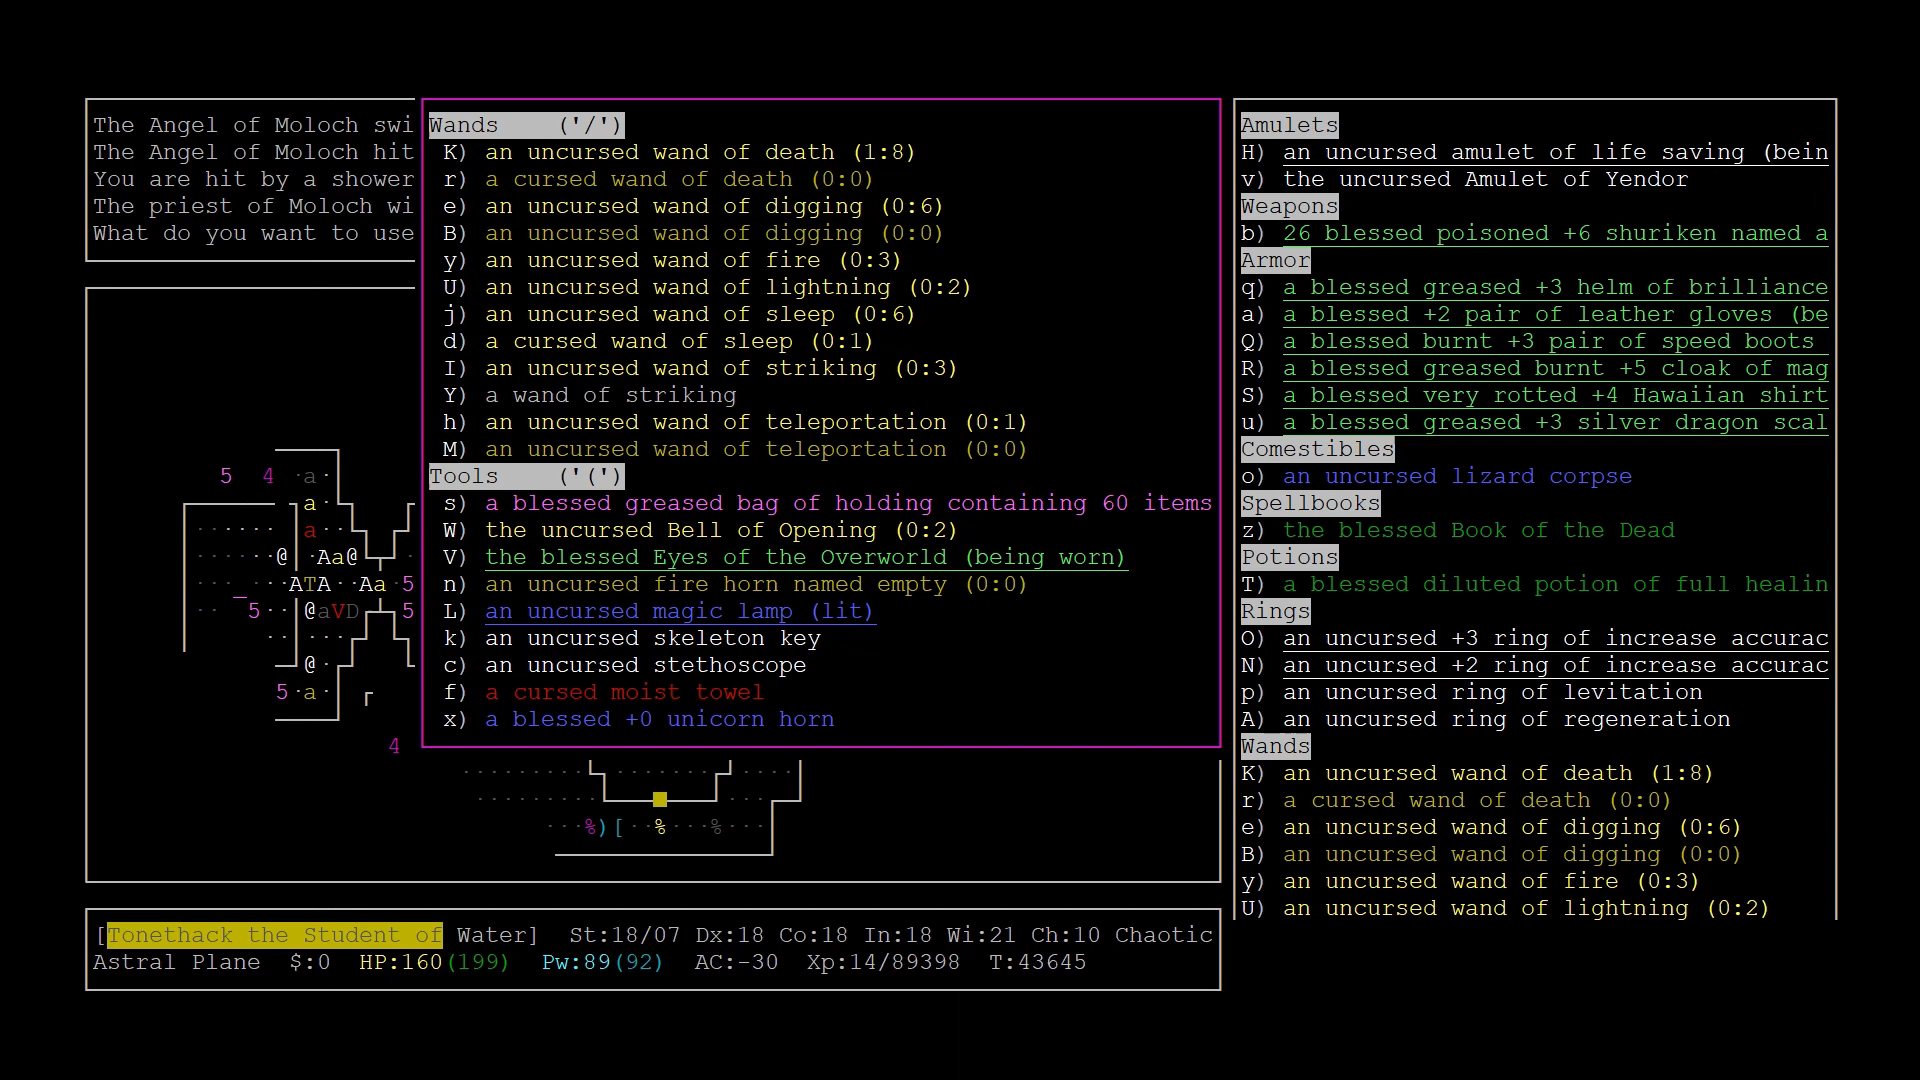 The Angel of Moloch swi
The Angel of Moloch hit
You are hit by a shower
The priest of Moloch wi
What do you want to use
5 4 ·a·
a·
······ a··
······@ ·Aa@ ·
··· ··ATA··Aa·5
·· _5··@aVD 5
·· ···
@·
5·a·
4
Wands ('/')
K) an uncursed wand of death (1:8)
r) a cursed wand of death (0:0)
e) an uncursed wand of digging (0:6)
B) an uncursed wand of digging (0:0)
y) an uncursed wand of fire (0:3)
U) an uncursed wand of lightning (0:2)
j) an uncursed wand of sleep (0:6)
d) a cursed wand of sleep (0:1)
I) an uncursed wand of striking (0:3)
Y) a wand of striking
h) an uncursed wand of teleportation (0:1)
M) an uncursed wand of teleportation (0:0)
Tools ('(')
s) a blessed greased bag of holding containing 60 items
W) the uncursed Bell of Opening (0:2)
V) the blessed Eyes of the Overworld (being worn)
n) an uncursed fire horn named empty (0:0)
L) an uncursed magic lamp (lit)
k) an uncursed skeleton key
c) an uncursed stethoscope
f) a cursed moist towel
x) a blessed +0 unicorn horn
········· ······· ····
········· ···
···%)[··%···%···
Amulets
H) an uncursed amulet of life saving (bein
v) the uncursed Amulet of Yendor
Weapons
b) 26 blessed poisoned +6 shuriken named a
Armor
q) a blessed greased +3 helm of brilliance
a) a blessed +2 pair of leather gloves (be
Q) a blessed burnt +3 pair of speed boots
R) a blessed greased burnt +5 cloak of mag
S) a blessed very rotted +4 Hawaiian shirt
u) a blessed greased +3 silver dragon scal
Comestibles
o) an uncursed lizard corpse
Spellbooks
z) the blessed Book of the Dead
Potions
T) a blessed diluted potion of full healin
Rings
O) an uncursed +3 ring of increase accurac
N) an uncursed +2 ring of increase accurac
p) an uncursed ring of levitation
A) an uncursed ring of regeneration
Wands
K) an uncursed wand of death (1:8)
r) a cursed wand of death (0:0)
e) an uncursed wand of digging (0:6)
B) an uncursed wand of digging (0:0)
y) an uncursed wand of fire (0:3)
U) an uncursed wand of lightning (0:2)
[Tonethack the Student of Water] St:18/07 Dx:18 Co:18 In:18 Wi:21 Ch:10 Chaotic
Astral Plane $:0 HP:160(199) Pw:89(92) AC:-30 Xp:14/89398 T:43645